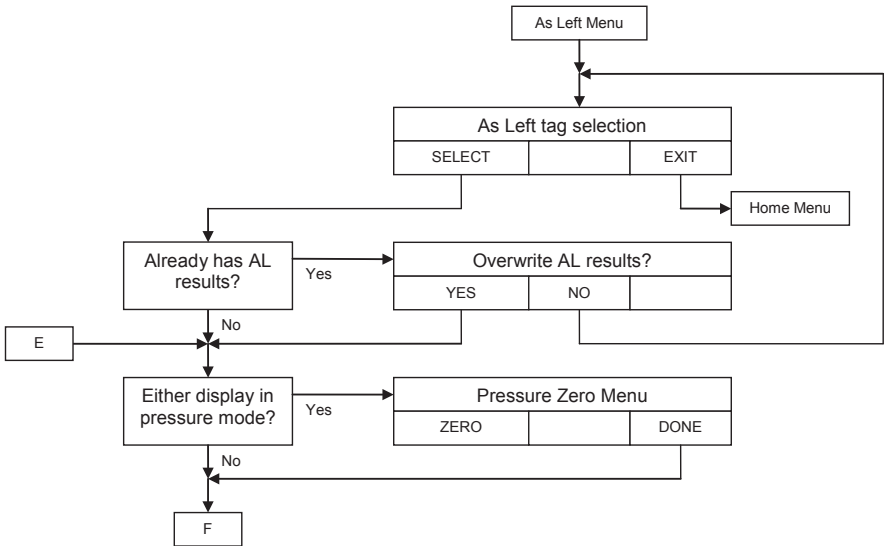 As Left Menu
As Left tag selection
SELECT EXIT
Home Menu
Already has AL
results?
Yes
Overwrite AL results?
YES NO
No
E
Either display in
pressure mode?
Yes
Pressure Zero Menu
ZERO DONE
No
F